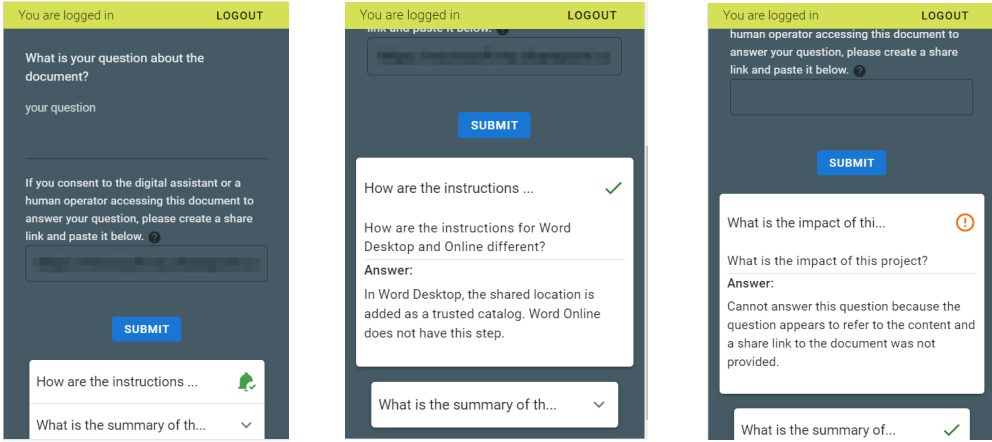 You are logged in LOGOUT
What is your question about the
document?
your question
If you consent to the digital assistant or a
human operator accessing this document to
answer your question, please create a share
link and paste it below. ?
SUBMIT
How are the instructions ...
What is the summary of th...
You are logged in LOGOUT
link and paste it below.
SUBMIT
How are the instructions ...
How are the instructions for Word
Desktop and Online different?
Answer:
In Word Desktop, the shared location is
added as a trusted catalog. Word Online
does not have this step.
What is the summary of th...
You are logged in LOGOUT
human operator accessing this document to
answer your question, please create a share
link and paste it below. ?
SUBMIT
What is the impact of thi...
What is the impact of this project?
Answer:
Cannot answer this question because the
question appears to refer to the content and
a share link to the document was not
provided.
What is the summary of...